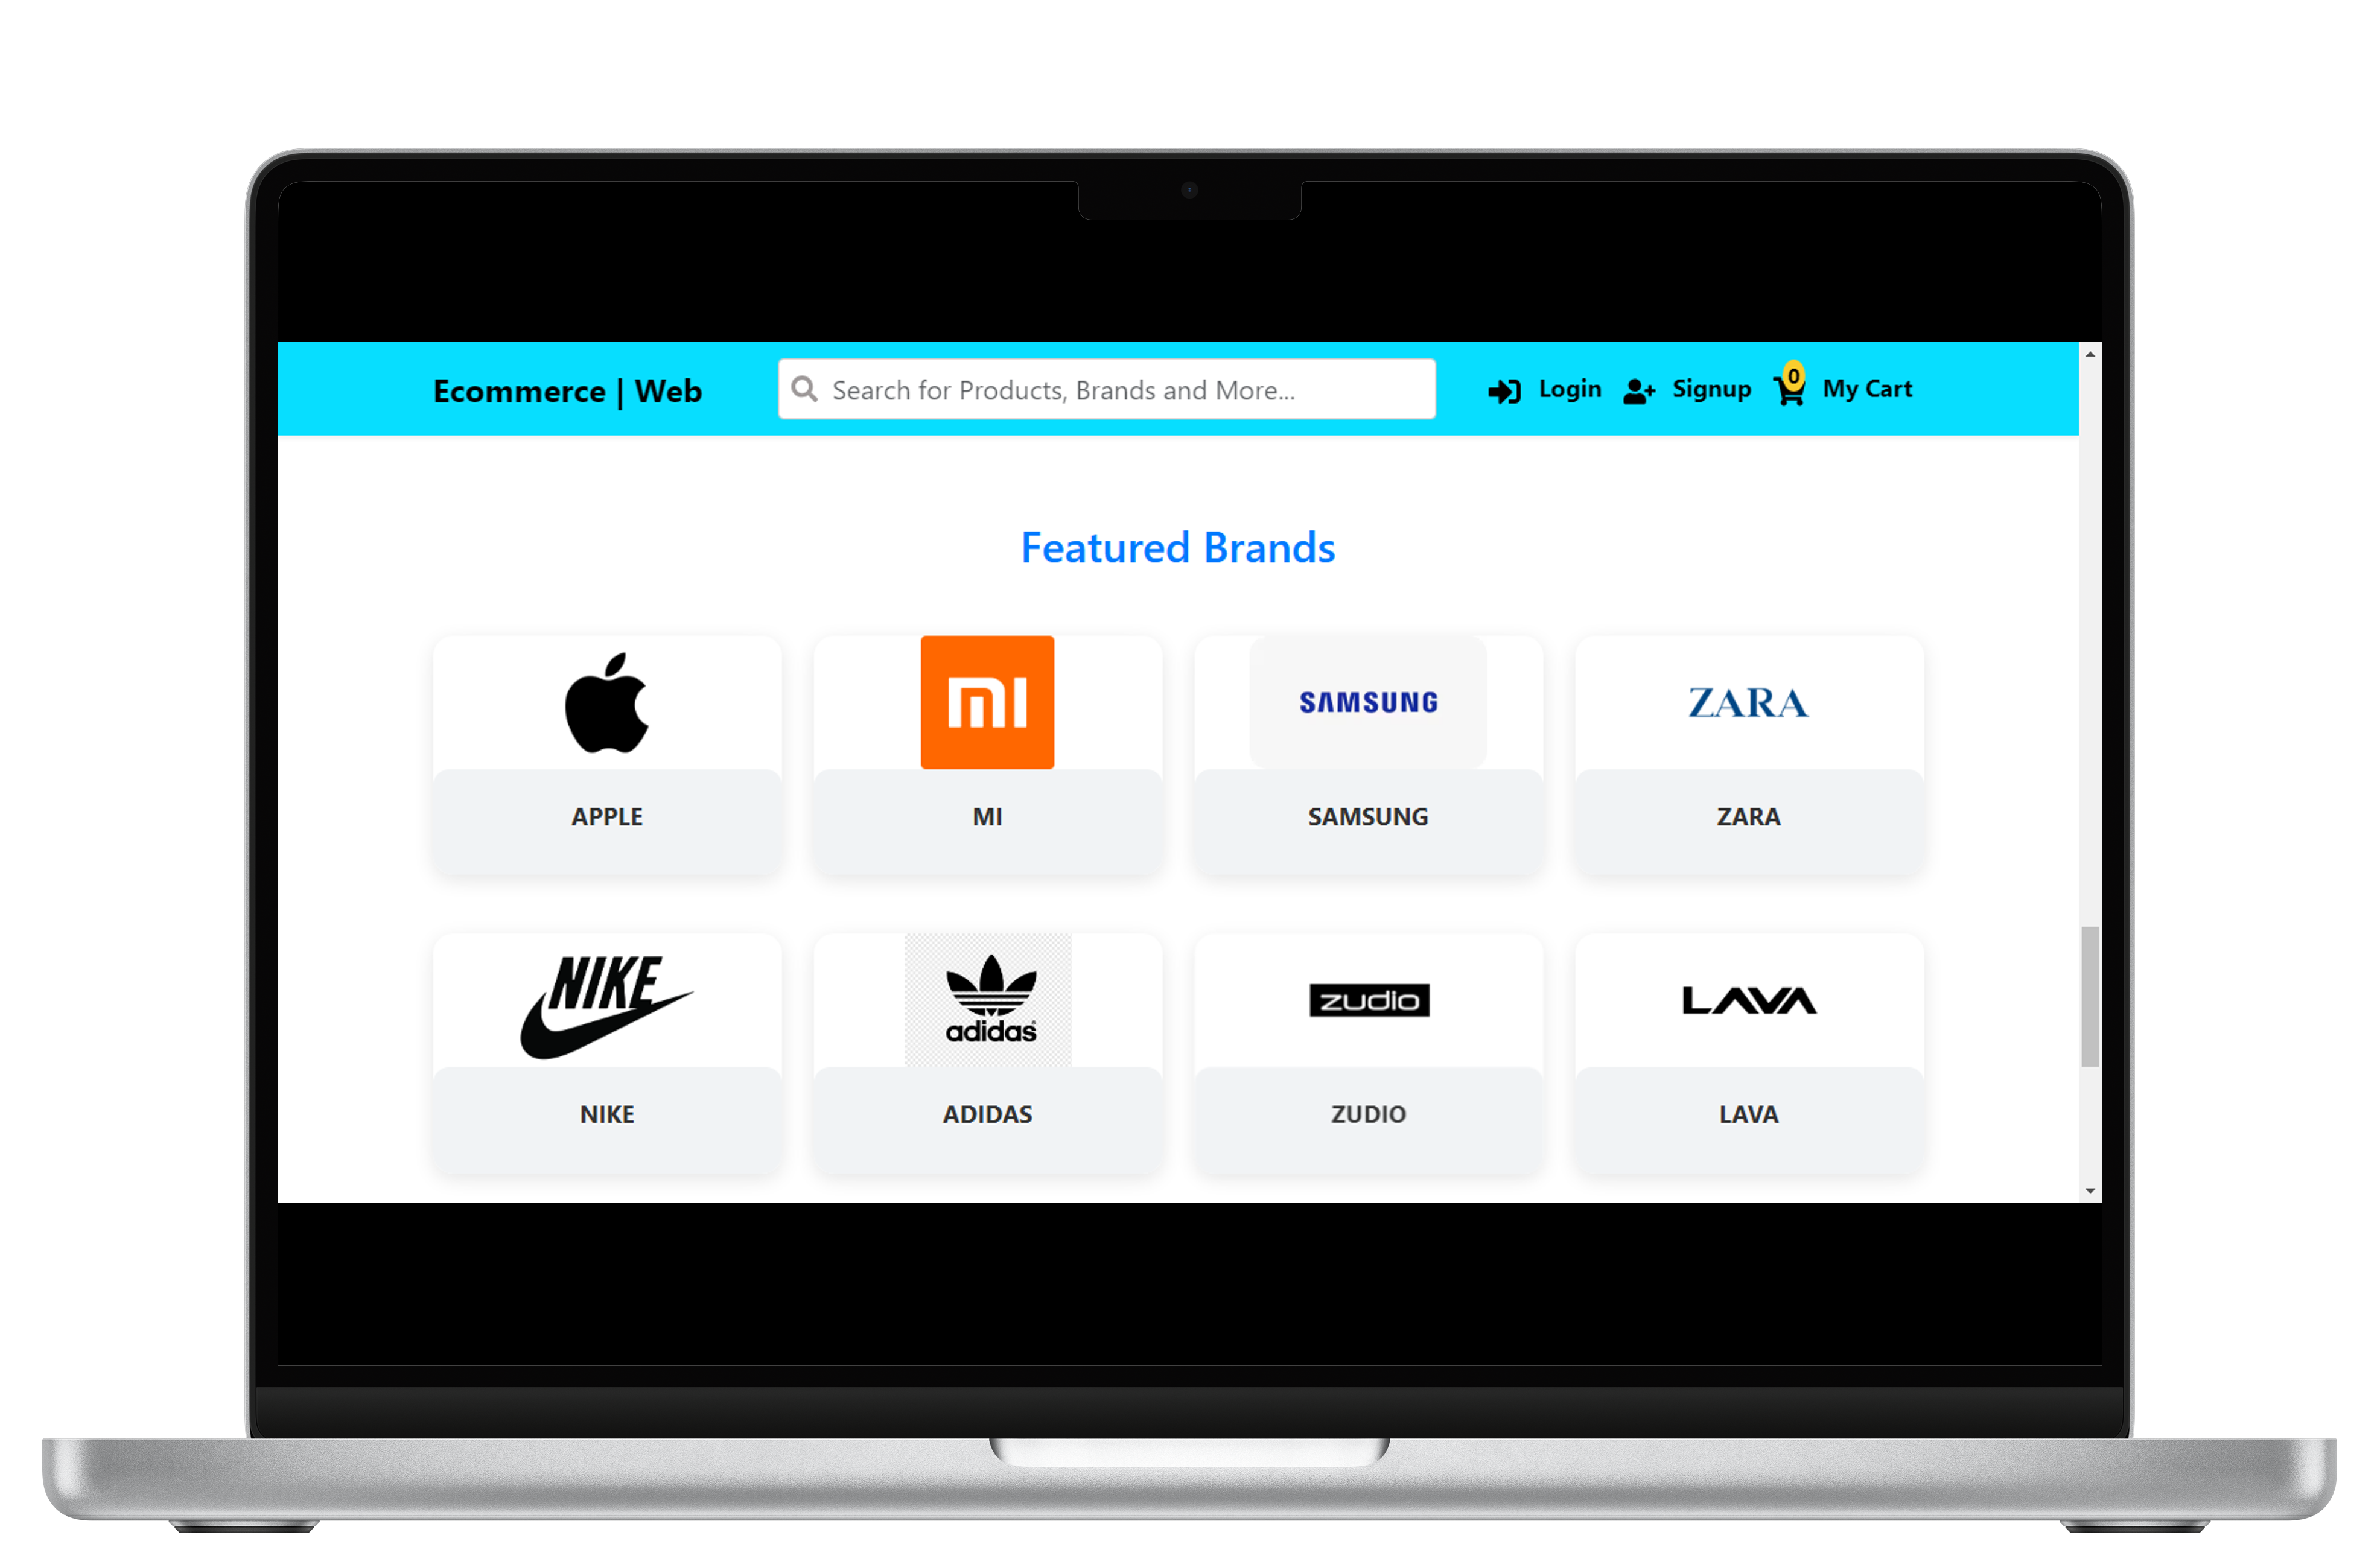 Ecommerce | Web
Search for Products, Brands and More...
Login
Signup
0
My Cart
Featured Brands
mi
SAMSUNG
ZARA
APPLE
MI
SAMSUNG
ZARA
NIKE
adidas
zudio
LAVA
NIKE
ADIDAS
ZUDIO
LAVA